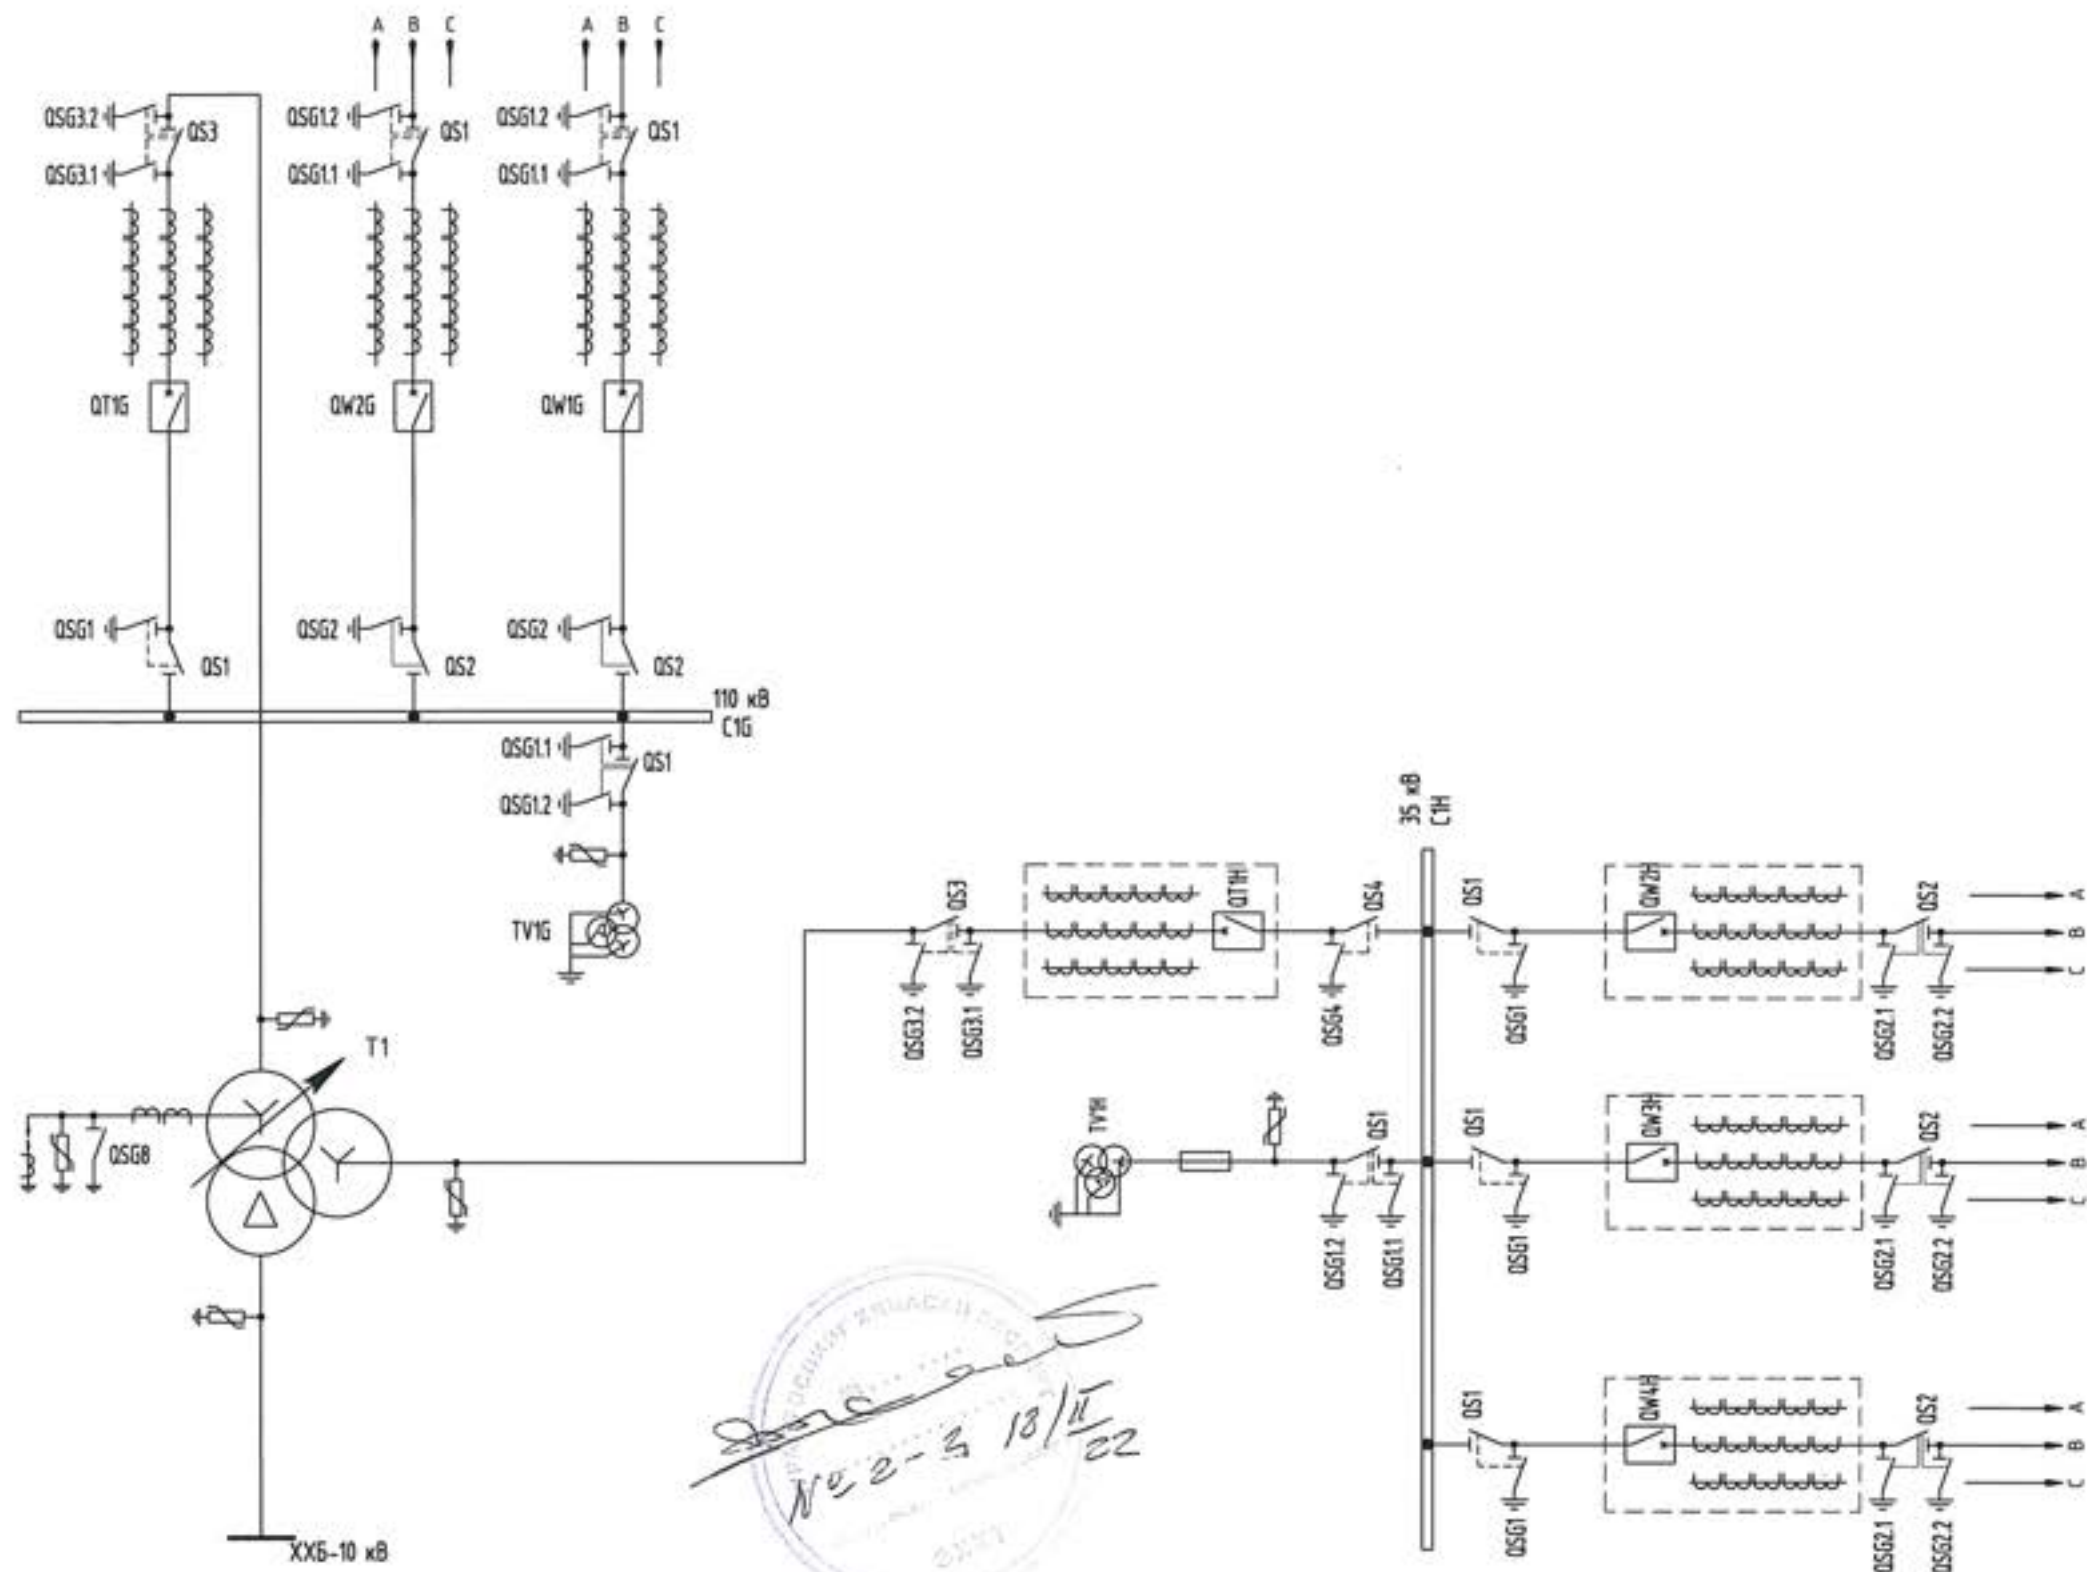 A B C
A B C
QSG3.2 QS3
QSG3.1
QSG1.2 QS1
QSG1.1
QSG1.2 QS1
QSG1.1
QT1G
QW2G
QW1G
QSG1 QS1
QSG2 QS2
QSG2 QS2
110 кВ
C1G
QSG1.1 QS1
QSG1.2
TV1G
35 кВ
C1H
QS3
QT1H
QS4
QSG3.2
QSG3.1
QSG4
QS1
QW2H
QS2
A
B
C
QSG1
QSG2.1
QSG2.2
T1
QSG8
TV1H
QS1
QSG1.2
QSG1.1
QS1
QW3H
QS2
A
B
C
QSG1
QSG2.1
QSG2.2
QS1
QW4H
QS2
A
B
C
QSG1
QSG2.1
QSG2.2
ХХБ-10 кВ
№ 2-3 18/II
22